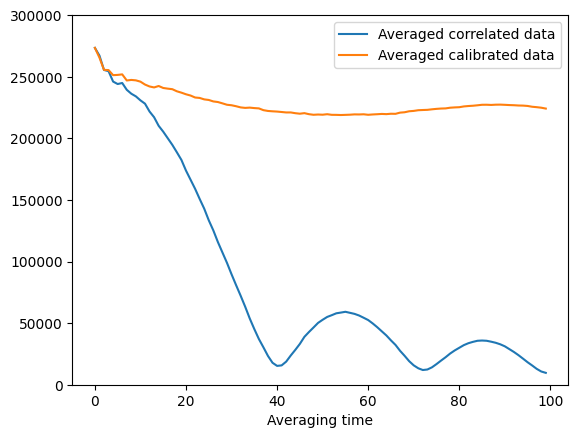 300000
Averaged correlated data
Averaged calibrated data
250000
200000
150000
100000
50000
0
0 20 40 60 80 100
Averaging time